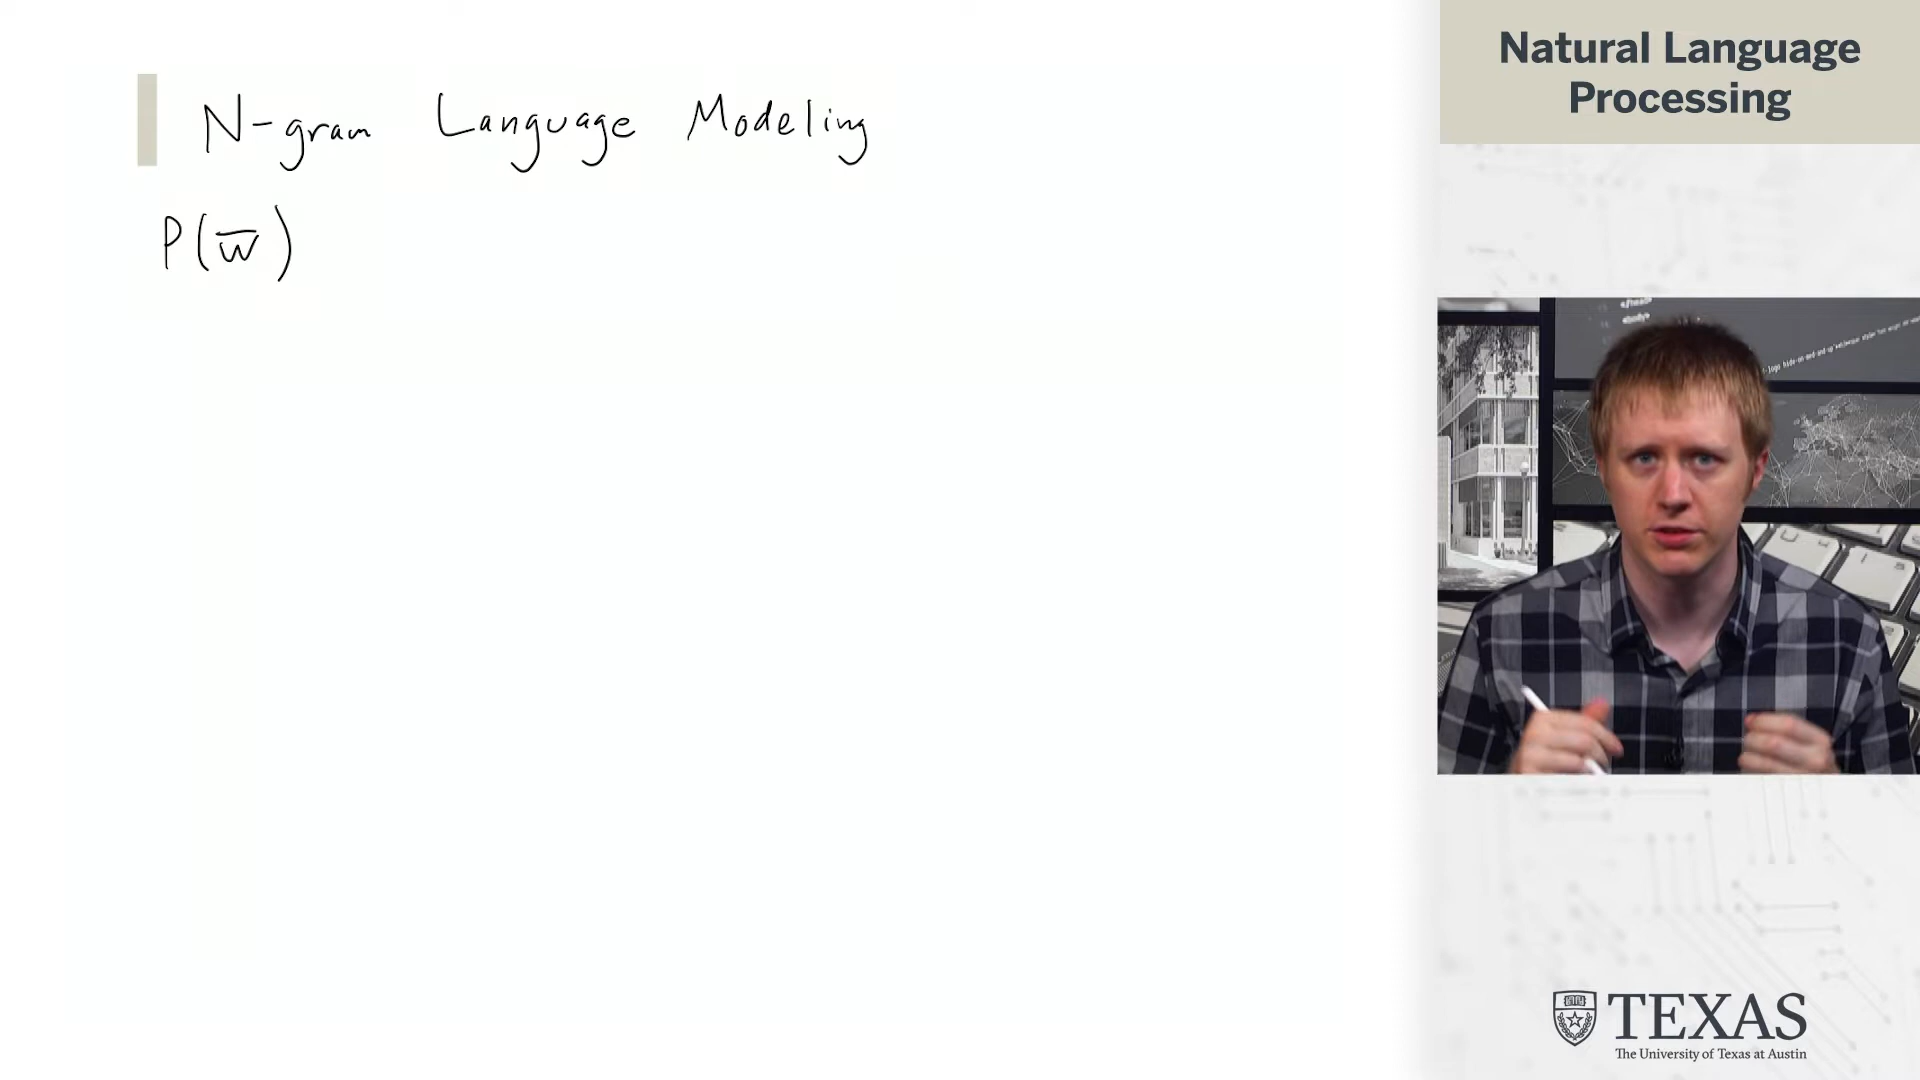 N-gram Language Modeling
P(w̅)
Natural Language
Processing
TEXAS
The University of Texas at Austin